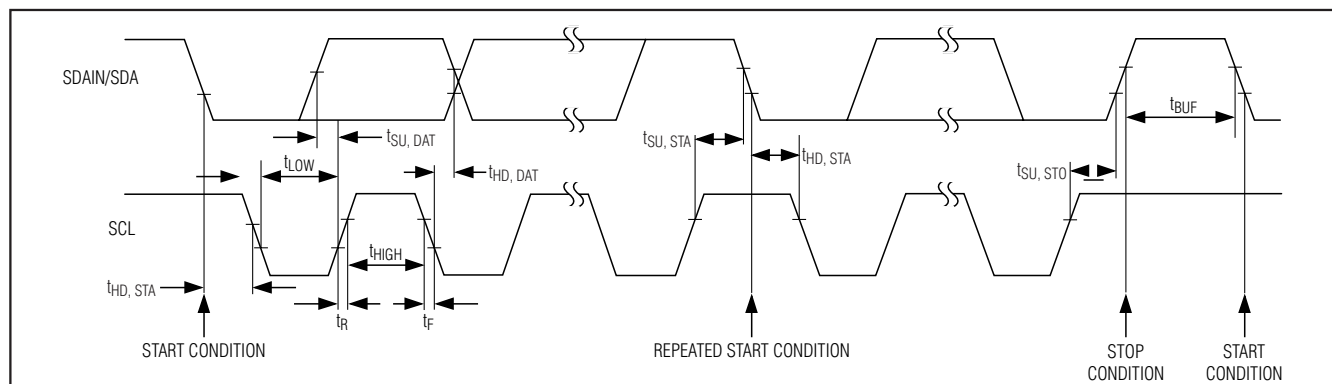 SDAIN/SDA
tSU, DAT
tBUF
tSU, STA
tLOW
tHD, STA
tHD, DAT
tSU, STO
SCL
tHIGH
tHD, STA
tR
tF
START CONDITION
REPEATED START CONDITION
STOP
CONDITION
START
CONDITION